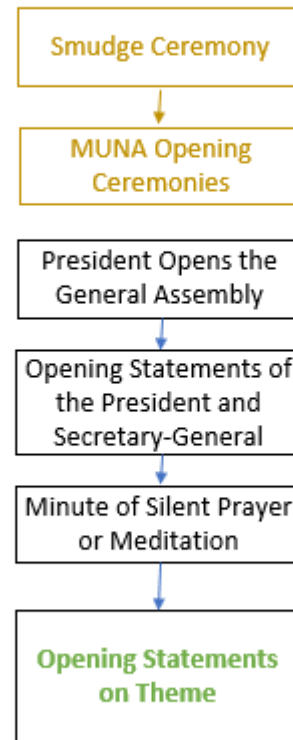 Smudge Ceremony
MUNA Opening
Ceremonies
President Opens the
General Assembly
Opening Statements of
the President and
Secretary-General
Minute of Silent Prayer
or Meditation
Opening Statements
on Theme